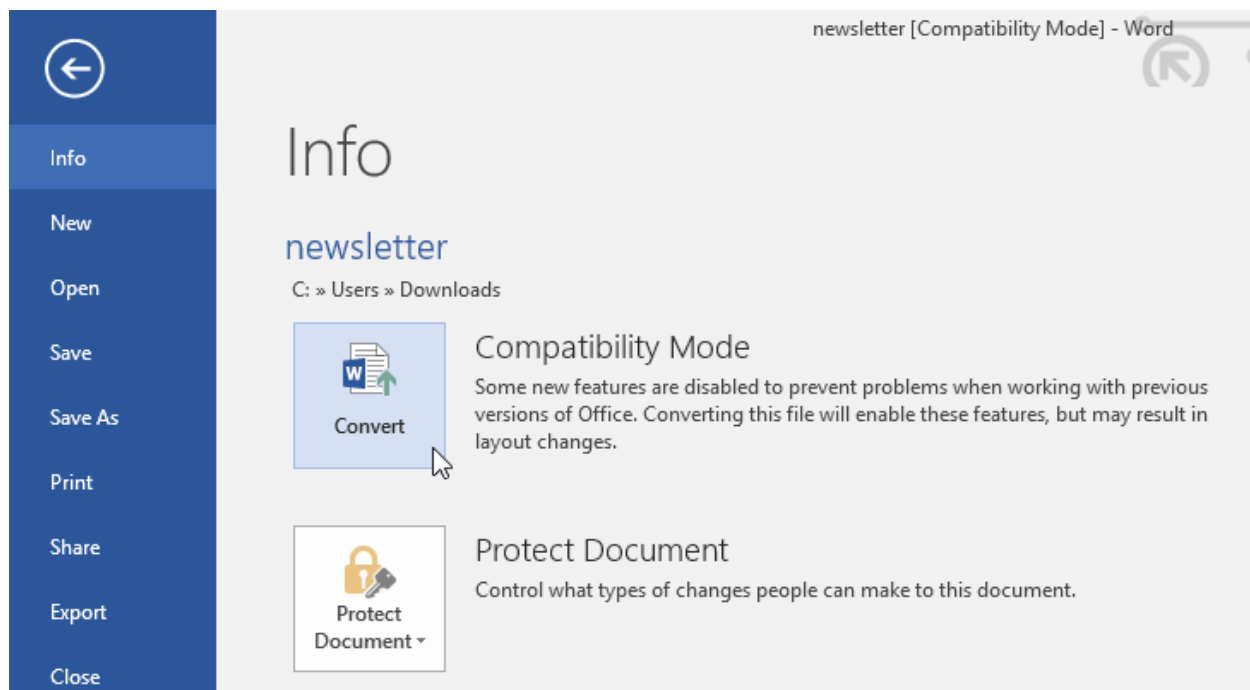 newsletter [Compatibility Mode] - Word
Info
New
Open
Save
Save As
Print
Share
Export
Close
Info
newsletter
C: » Users » Downloads
Convert
Compatibility Mode
Some new features are disabled to prevent problems when working with previous
versions of Office. Converting this file will enable these features, but may result in
layout changes.
Protect
Document
Protect Document
Control what types of changes people can make to this document.